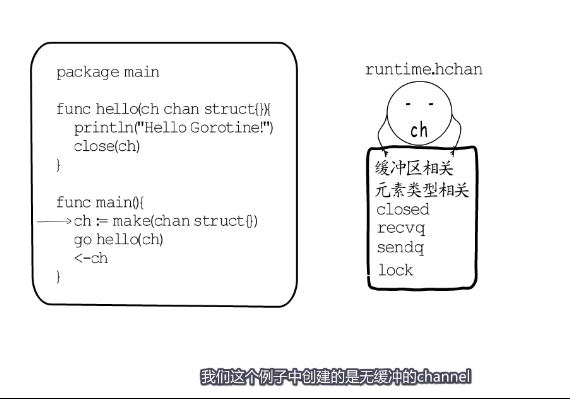 package main
func hello(ch chan struct{}){
println("Hello Gorotine!")
close(ch)
}
func main(){
ch := make(chan struct{})
go hello(ch)
<-ch
}
runtime.hchan
ch
缓冲区相关
元素类型相关
closed
recvq
sendq
lock
我们这个例子中创建的是无缓冲的channel